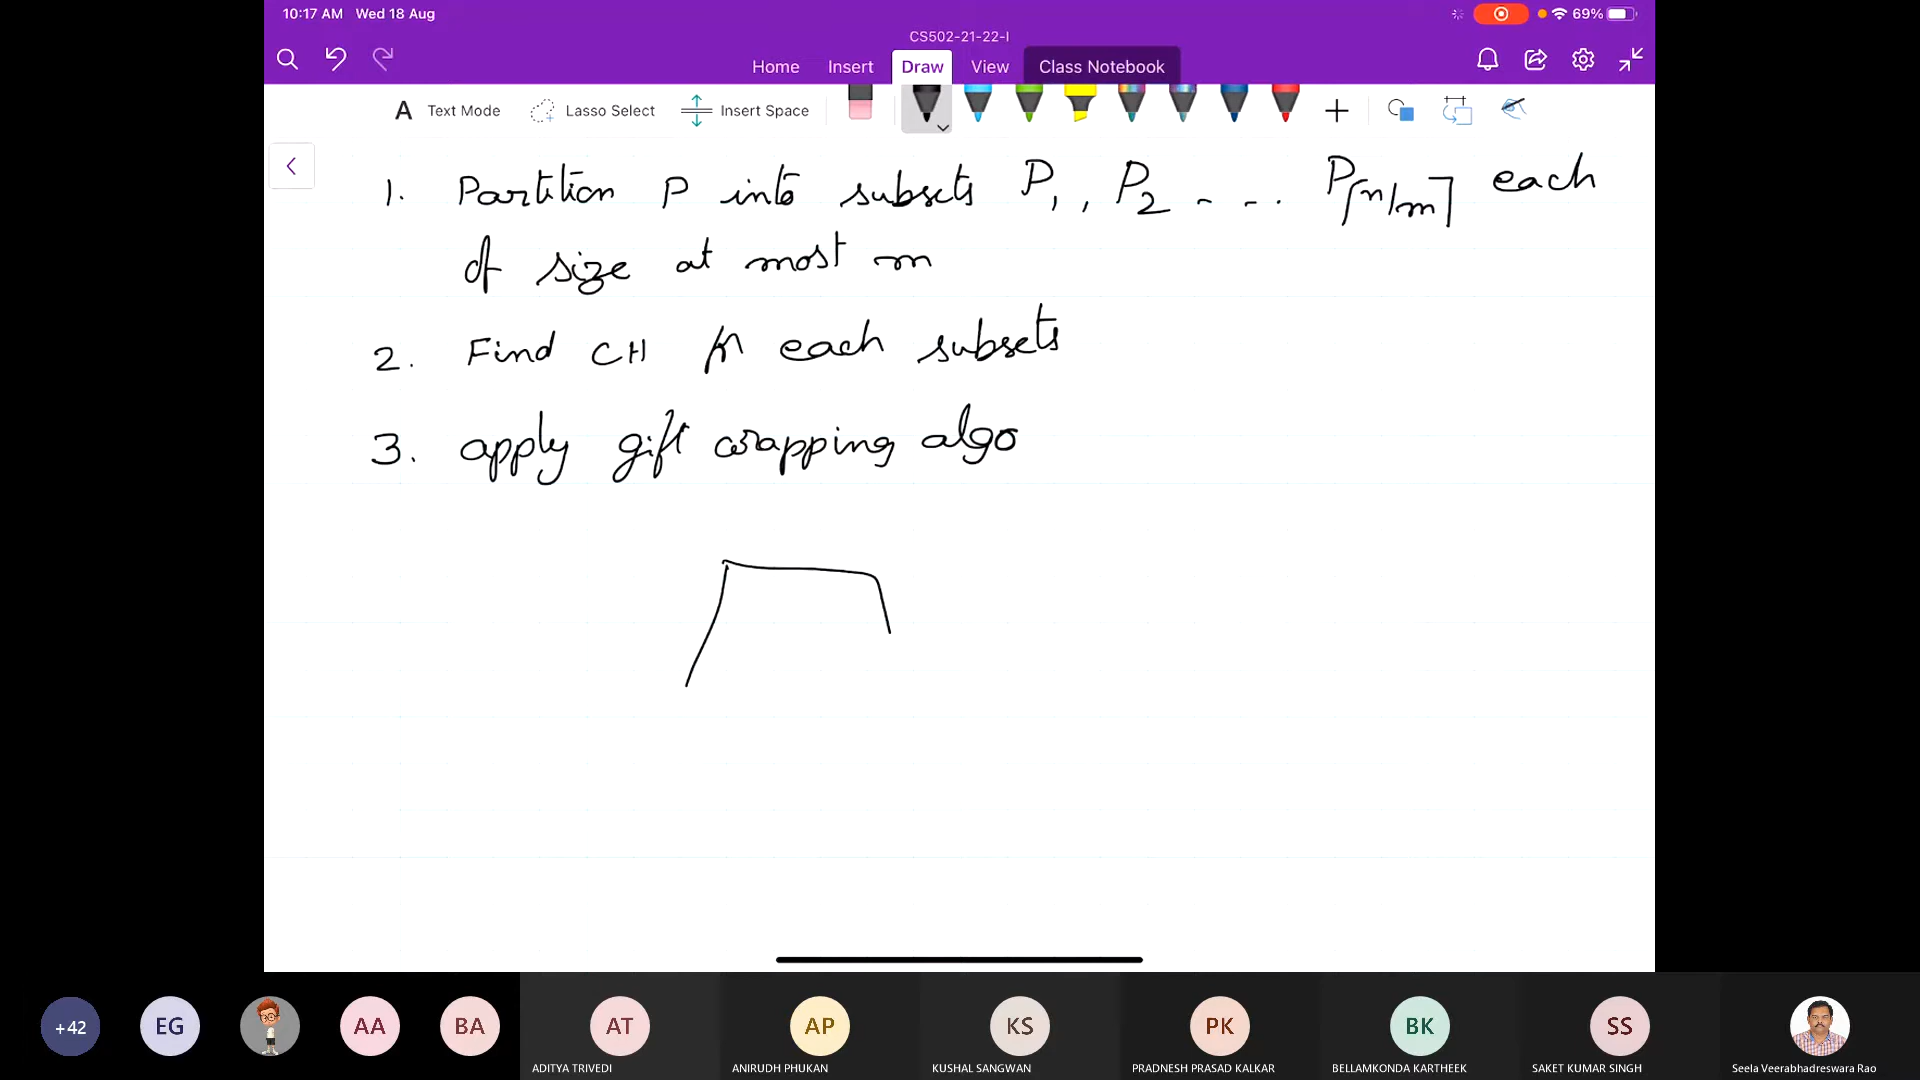 10:17 AM Wed 18 Aug
69%
CS502-21-22-I
Home Insert Draw View Class Notebook
A Text Mode Lasso Select Insert Space
1. Partition P into subsets P1, P2 - - . P⌈n/m⌉ each
of size at most m
2. Find CH for each subsets
3. apply gift wrapping algo
+42 EG AA BA AT AP KS PK BK SS
ADITYA TRIVEDI ANIRUDH PHUKAN KUSHAL SANGWAN PRADNESH PRASAD KALKAR BELLAMKONDA KARTHEEK SAKET KUMAR SINGH Seela Veerabhadreswara Rao